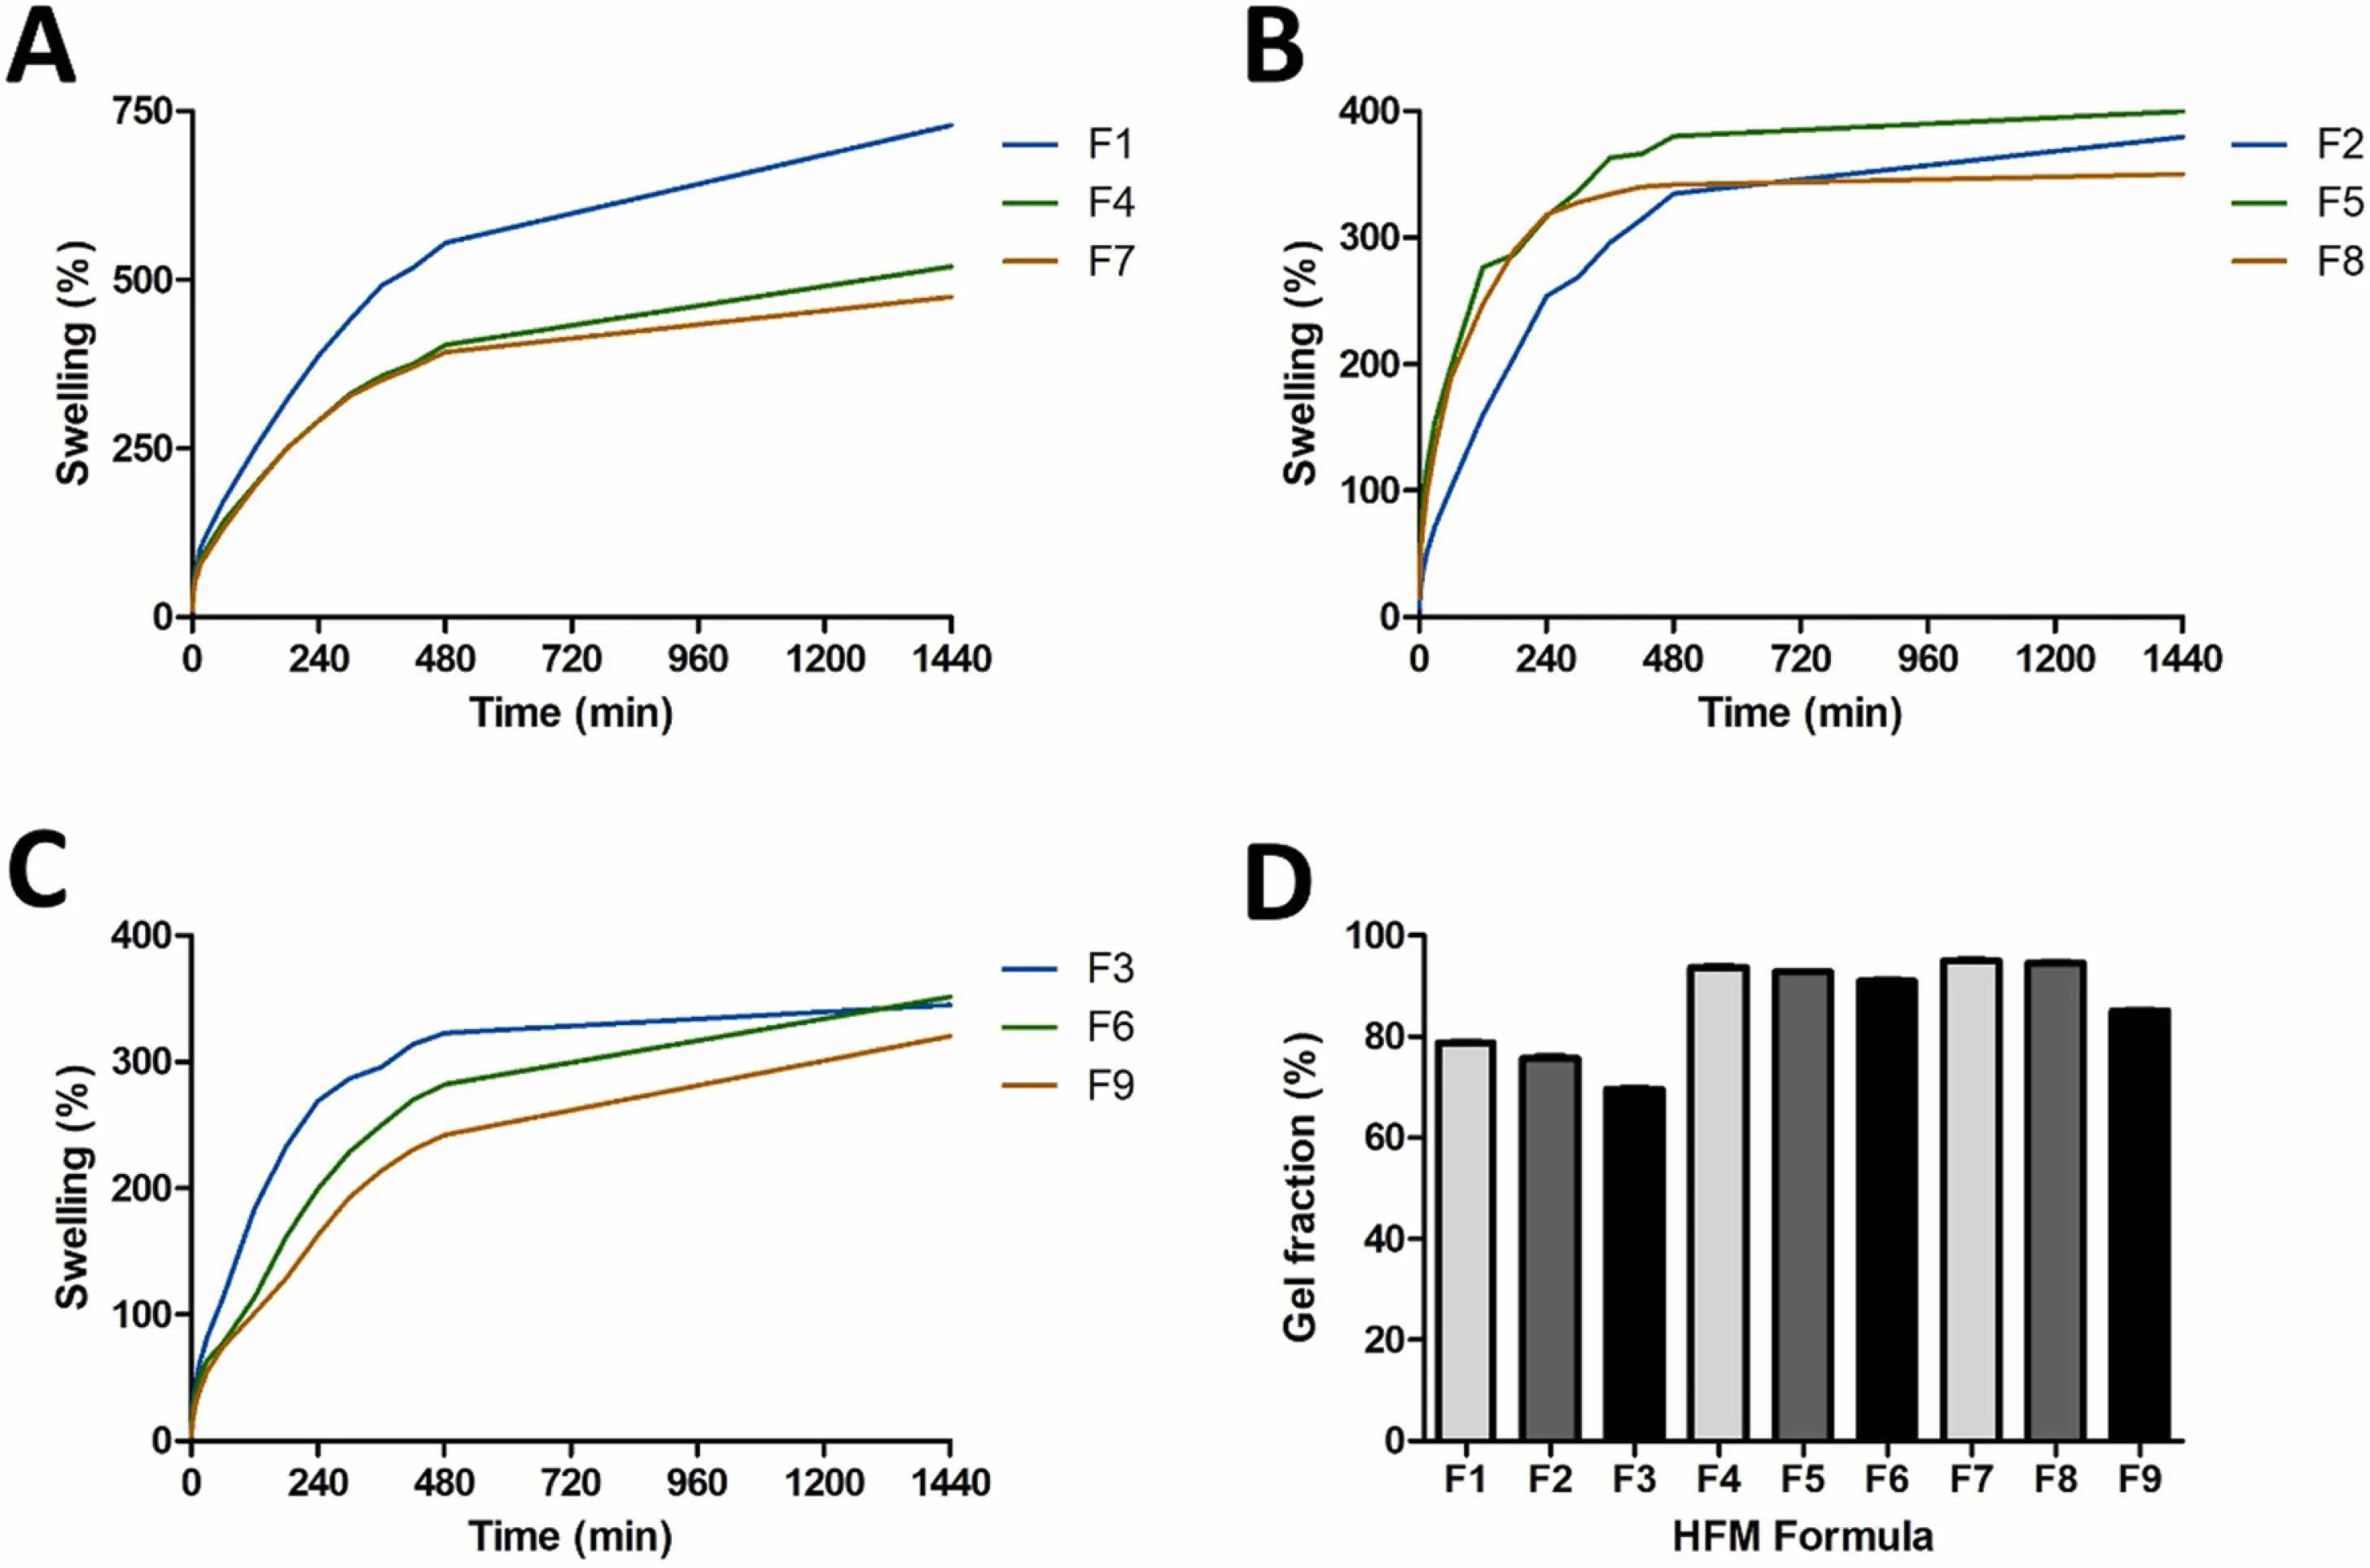 A
750
500
250
0
Swelling (%)
0 240 480 720 960 1200 1440
Time (min)
F1
F4
F7
B
400
300
200
100
0
Swelling (%)
0 240 480 720 960 1200 1440
Time (min)
F2
F5
F8
C
400
300
200
100
0
Swelling (%)
0 240 480 720 960 1200 1440
Time (min)
F3
F6
F9
D
100
80
60
40
20
0
Gel fraction (%)
F1 F2 F3 F4 F5 F6 F7 F8 F9
HFM Formula